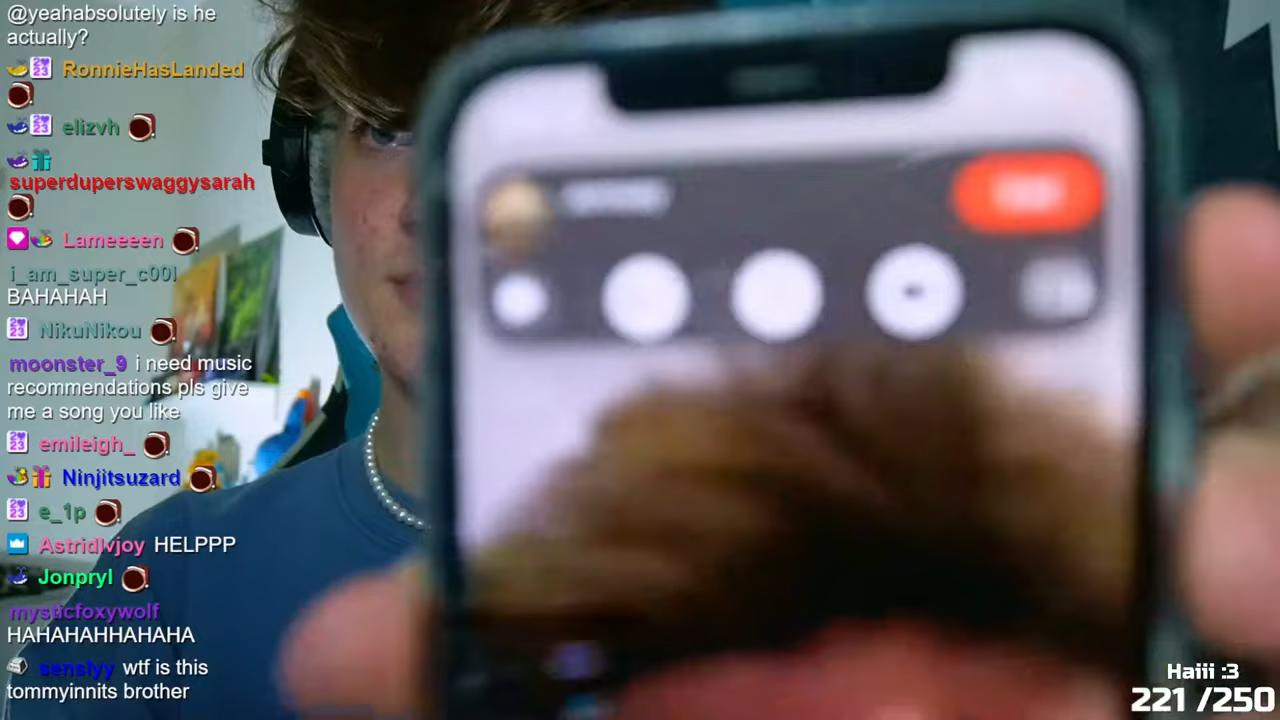 @yeahabsolutely is he
actually?
RonnieHasLanded
elizvh
superduperswaggysarah
Lameeeen
i_am_super_c00l
BAHAHAH
NikuNikou
moonster_9 i need music
recommendations pls give
me a song you like
emileigh_
Ninjitsuzard
e_1p
Astridlvjoy HELPPP
Jonpryl
mysticfoxywolf
HAHAHAHHAHAHA
senslyy wtf is this
tommyinnits brother
Haiii :3
221 /250